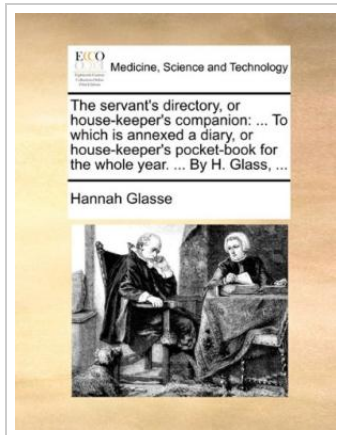 ECCO
Medicine, Science and Technology
The servant's directory, or
house-keeper's companion: ... To
which is annexed a diary, or
house-keeper's pocket-book for
the whole year. ... By H. Glass, ...
Hannah Glasse